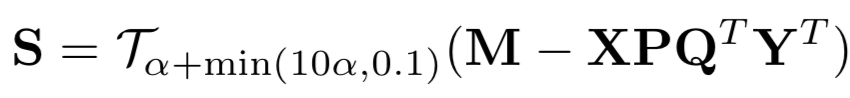 S = 𝒯_{α+min(10α,0.1)}(M − XPQ^T Y^T)